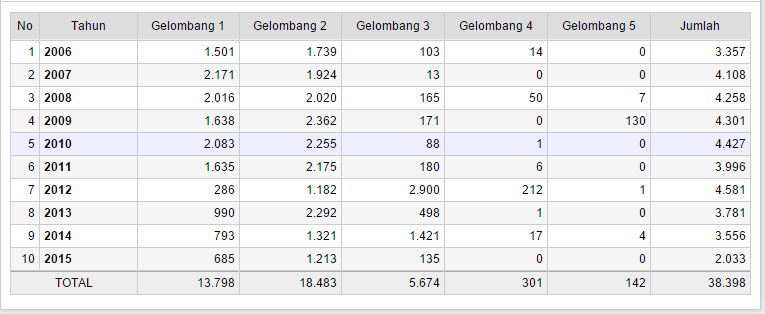 No Tahun Gelombang 1 Gelombang 2 Gelombang 3 Gelombang 4 Gelombang 5 Jumlah
1 2006 1.501 1.739 103 14 0 3.357
2 2007 2.171 1.924 13 0 0 4.108
3 2008 2.016 2.020 165 50 7 4.258
4 2009 1.638 2.362 171 0 130 4.301
5 2010 2.083 2.255 88 1 0 4.427
6 2011 1.635 2.175 180 6 0 3.996
7 2012 286 1.182 2.900 212 1 4.581
8 2013 990 2.292 498 1 0 3.781
9 2014 793 1.321 1.421 17 4 3.556
10 2015 685 1.213 135 0 0 2.033
TOTAL 13.798 18.483 5.674 301 142 38.398